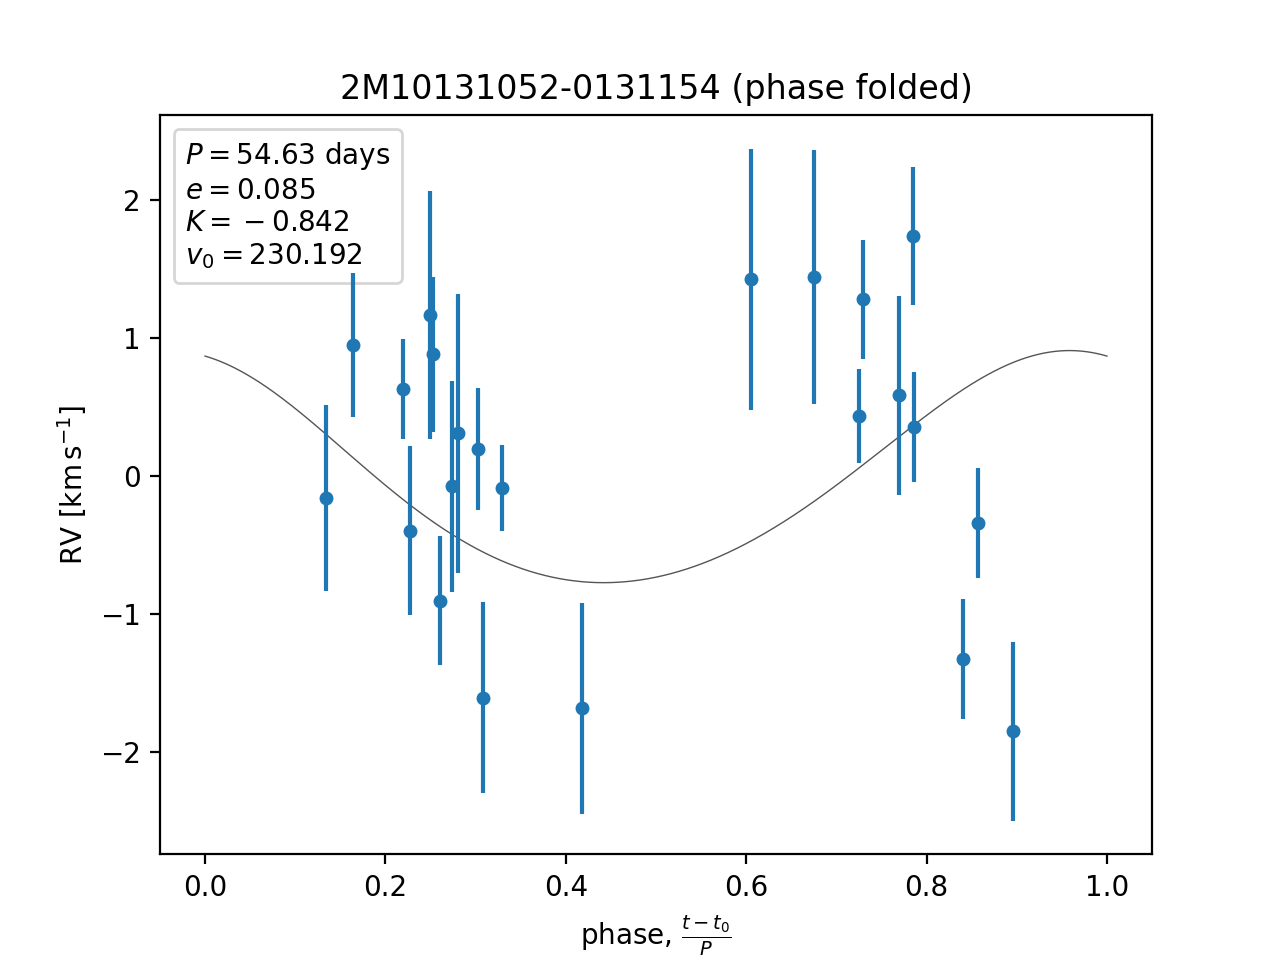 2M10131052-0131154 (phase folded)
P = 54.63 days
e = 0.085
K = −0.842
v₀ = 230.192
RV [km s⁻¹]
2
1
0
−1
−2
0.0 0.2 0.4 0.6 0.8 1.0
phase, (t − t₀)/P